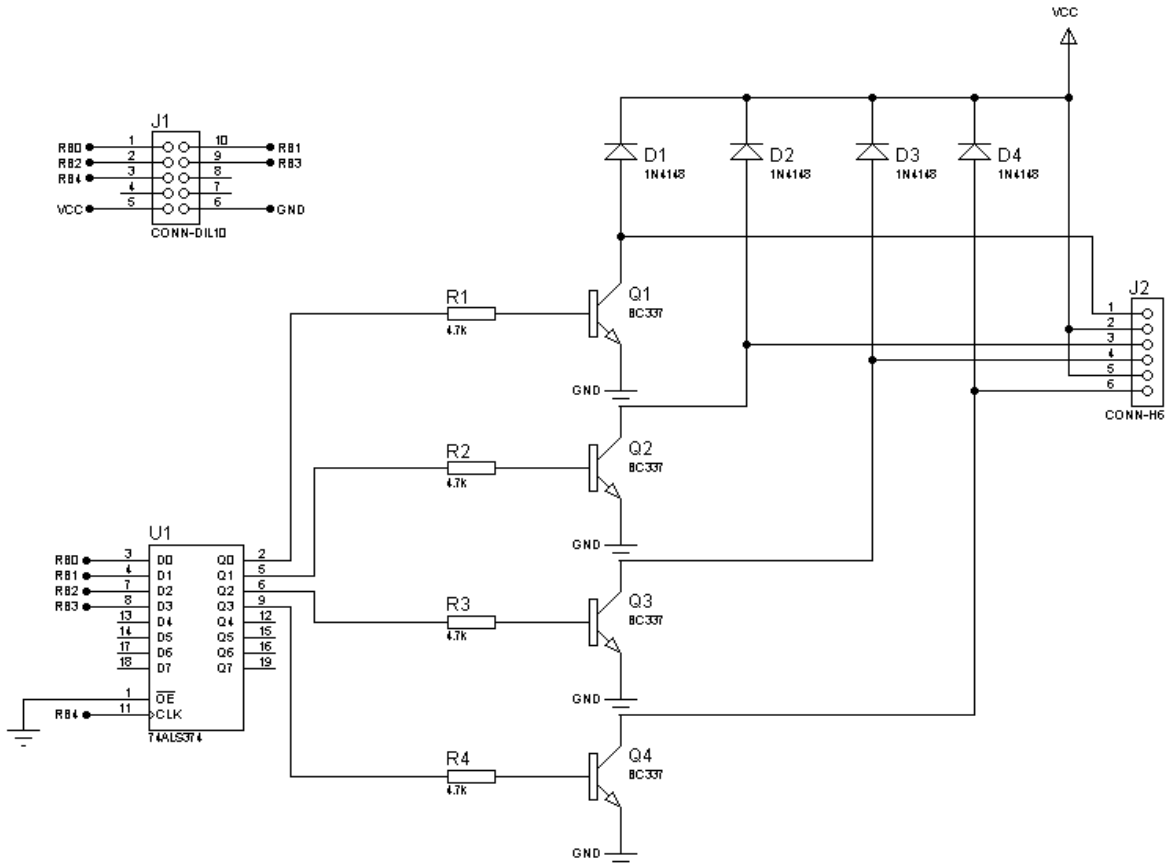 VCC
J1
RB0 1 10 RB1
RB2 2 9 RB3
RB4 3 8
4 7
VCC 5 6 GND
CONN-DIL10
D1
1N4148
D2
1N4148
D3
1N4148
D4
1N4148
J2
1
2
3
4
5
6
CONN-H6
R1
4.7k
Q1
BC337
GND
R2
4.7k
Q2
BC337
GND
R3
4.7k
Q3
BC337
GND
R4
4.7k
Q4
BC337
GND
U1
RB0 3 D0 Q0 2
RB1 4 D1 Q1 5
RB2 7 D2 Q2 6
RB3 8 D3 Q3 9
13 D4 Q4 12
14 D5 Q5 15
17 D6 Q6 16
18 D7 Q7 19
1 OE
RB4 11 CLK
74ALS374